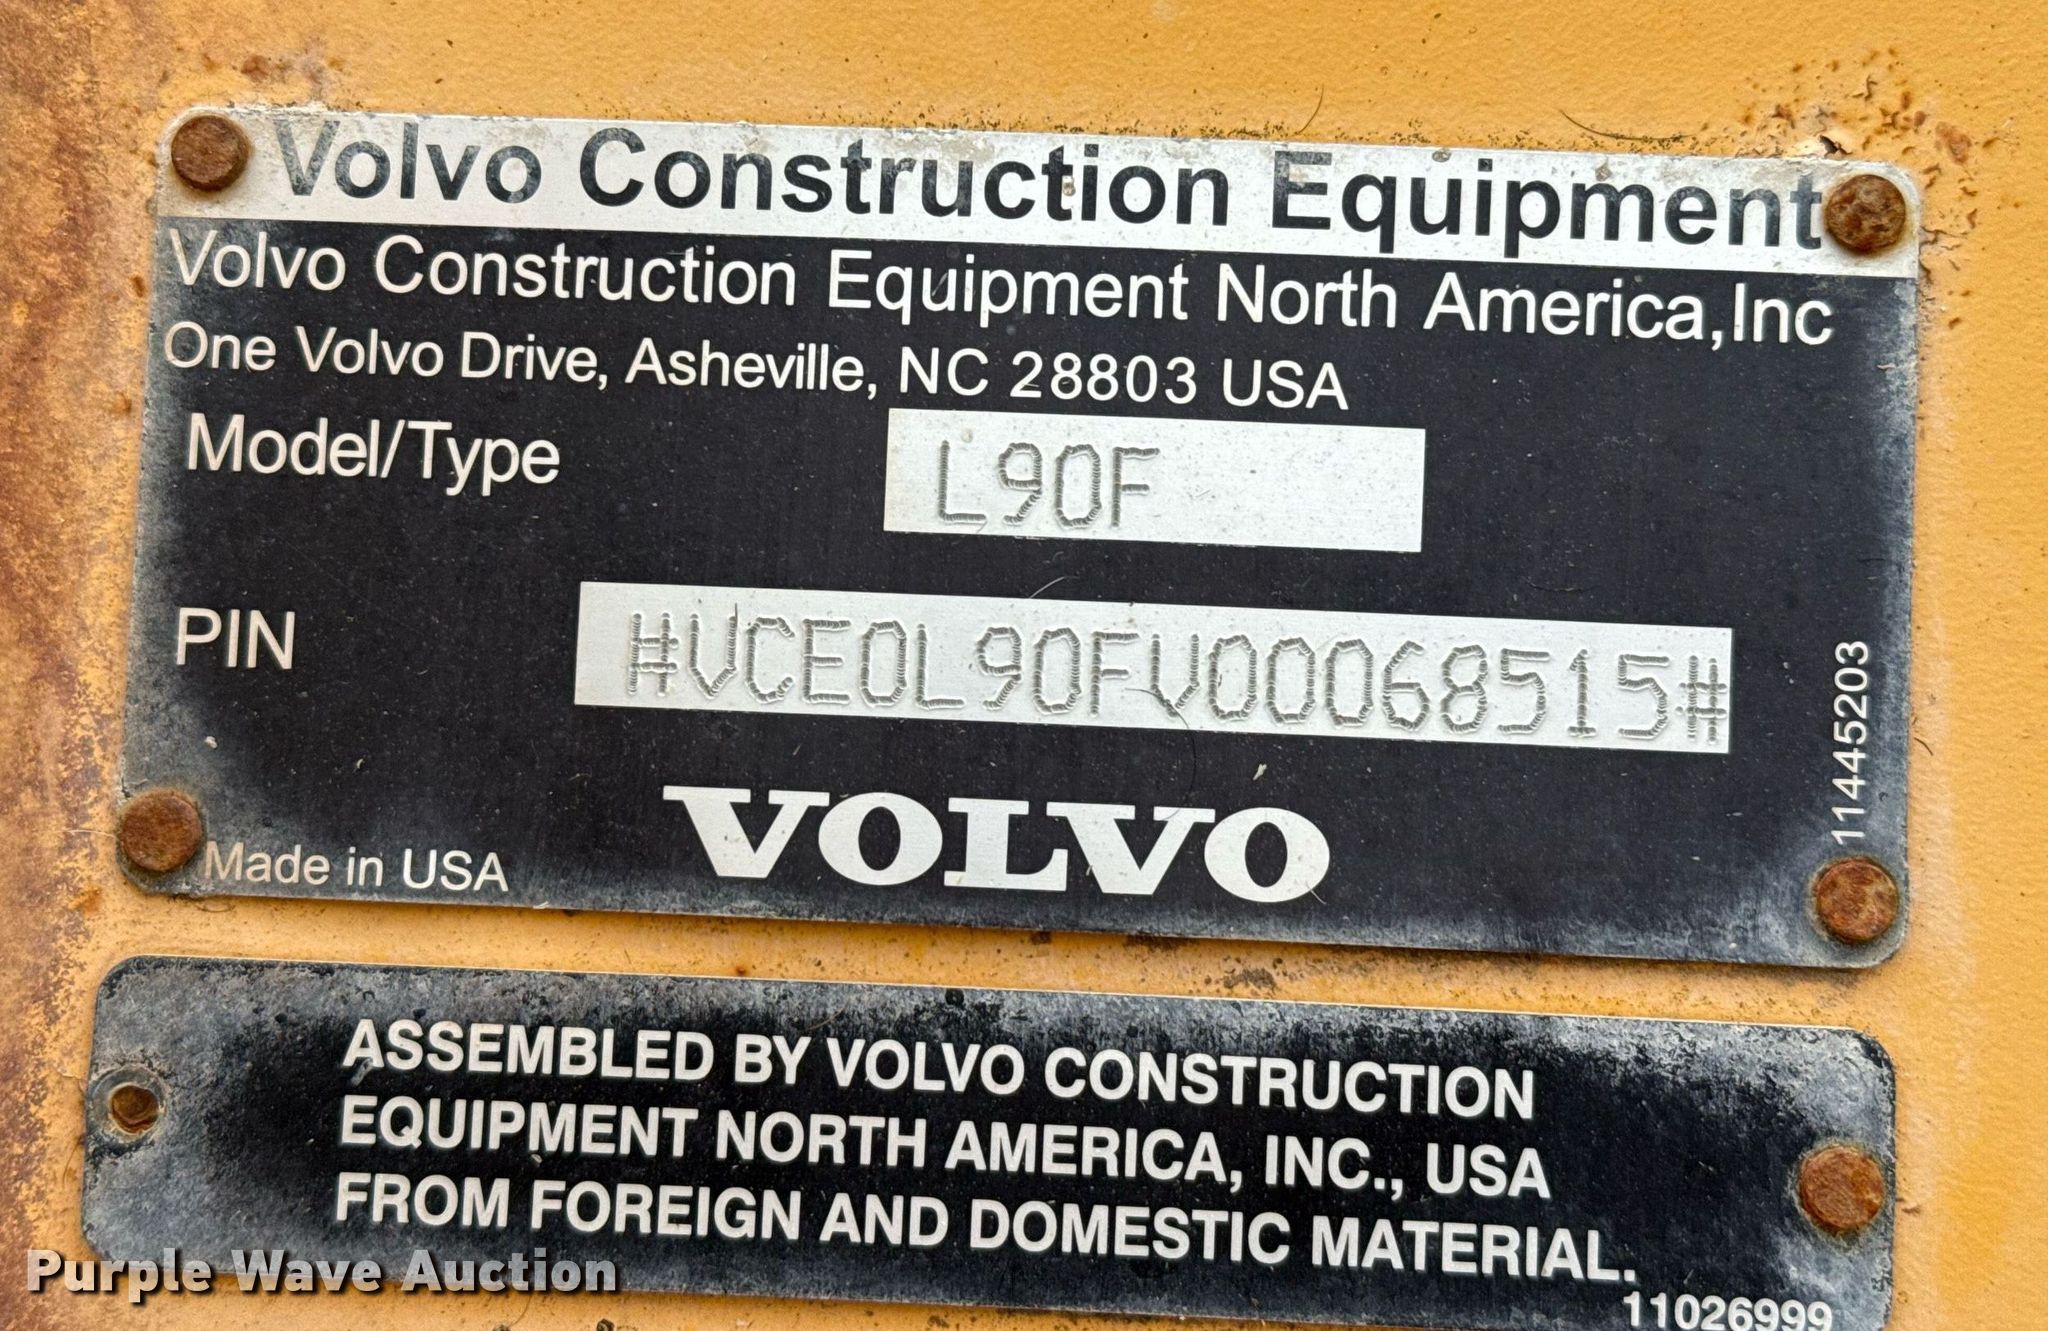 Volvo Construction Equipment
Volvo Construction Equipment North America,Inc
One Volvo Drive, Asheville, NC 28803 USA
Model/Type L90F
PIN #VCE0L90FV00068515#
11445203
VOLVO
Made in USA
ASSEMBLED BY VOLVO CONSTRUCTION
EQUIPMENT NORTH AMERICA, INC., USA
FROM FOREIGN AND DOMESTIC MATERIAL.
11026999
Purple Wave Auction